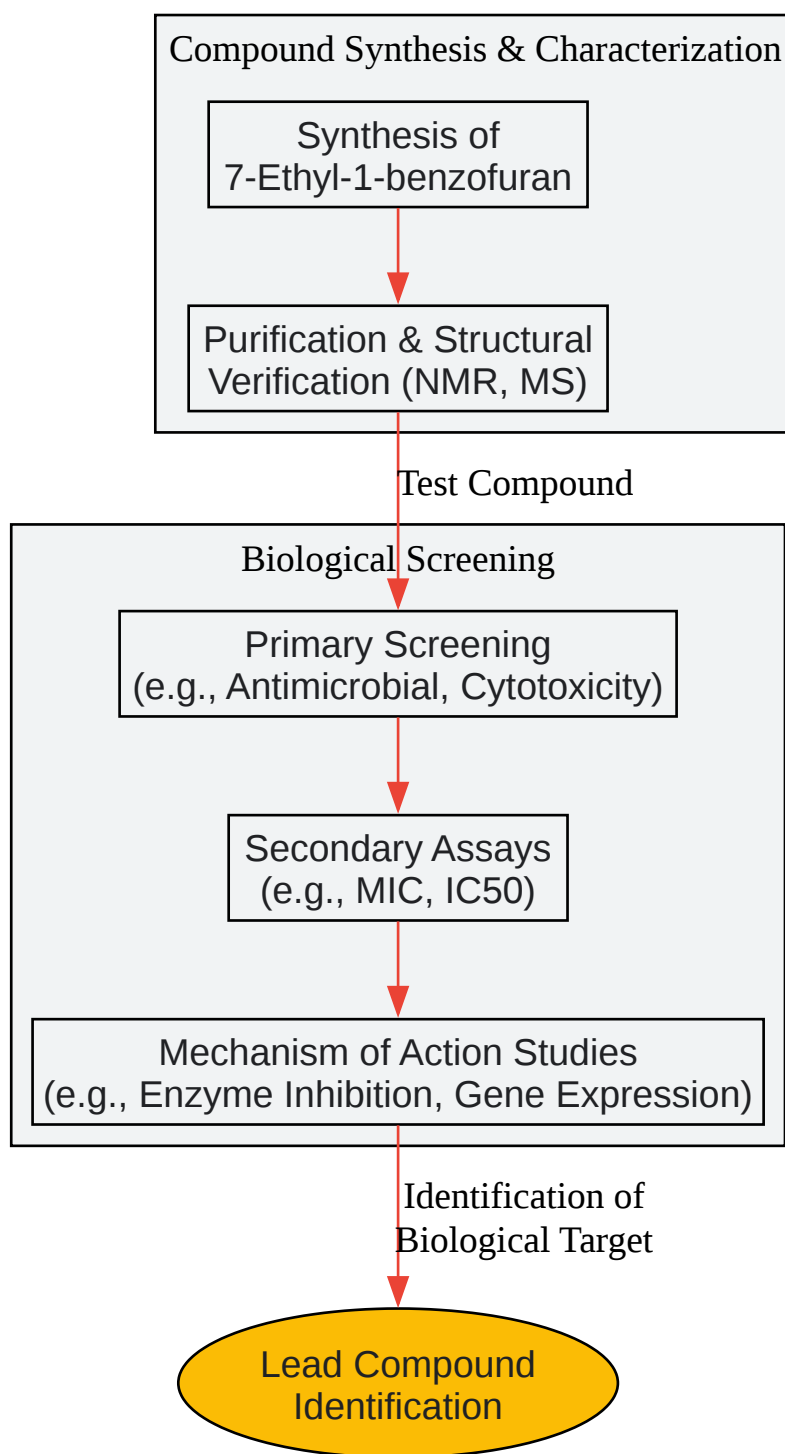 Compound Synthesis & Characterization
Synthesis of
7-Ethyl-1-benzofuran
Purification & Structural
Verification (NMR, MS)
Test Compound
Biological Screening
Primary Screening
(e.g., Antimicrobial, Cytotoxicity)
Secondary Assays
(e.g., MIC, IC50)
Mechanism of Action Studies
(e.g., Enzyme Inhibition, Gene Expression)
Identification of
Biological Target
Lead Compound
Identification